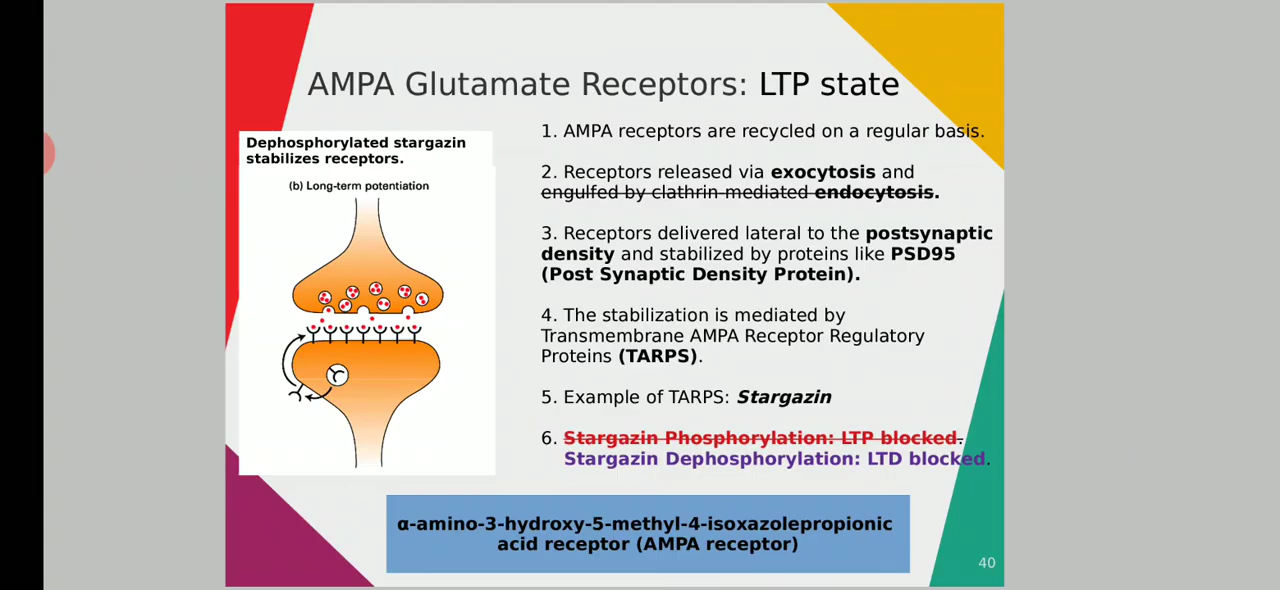 AMPA Glutamate Receptors: LTP state
Dephosphorylated stargazin
stabilizes receptors.
(b) Long-term potentiation
1. AMPA receptors are recycled on a regular basis.
2. Receptors released via exocytosis and
engulfed by clathrin-mediated endocytosis.
3. Receptors delivered lateral to the postsynaptic
density and stabilized by proteins like PSD95
(Post Synaptic Density Protein).
4. The stabilization is mediated by
Transmembrane AMPA Receptor Regulatory
Proteins (TARPS).
5. Example of TARPS: Stargazin
6. Stargazin Phosphorylation: LTP blocked.
Stargazin Dephosphorylation: LTD blocked.
α-amino-3-hydroxy-5-methyl-4-isoxazolepropionic
acid receptor (AMPA receptor)
40